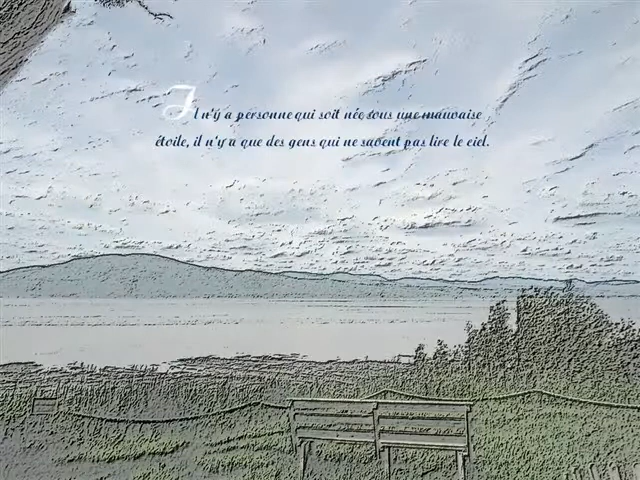 Il n'y a personne qui soit née sous une mauvaise
étoile, il n'y a que des gens qui ne savent pas lire le ciel.